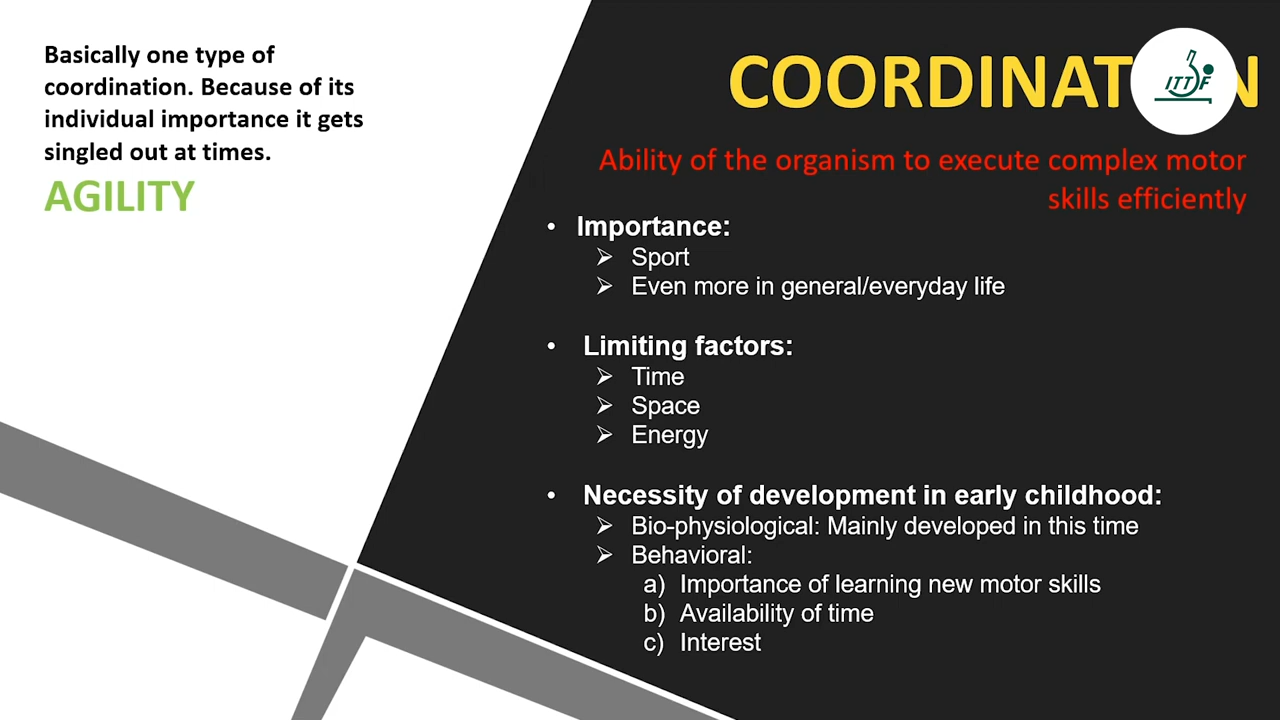 Basically one type of
coordination. Because of its
individual importance it gets
singled out at times.
AGILITY
COORDINAT N
ITTF
Ability of the organism to execute complex motor
skills efficiently
• Importance:
➢ Sport
➢ Even more in general/everyday life
• Limiting factors:
➢ Time
➢ Space
➢ Energy
• Necessity of development in early childhood:
➢ Bio-physiological: Mainly developed in this time
➢ Behavioral:
a) Importance of learning new motor skills
b) Availability of time
c) Interest